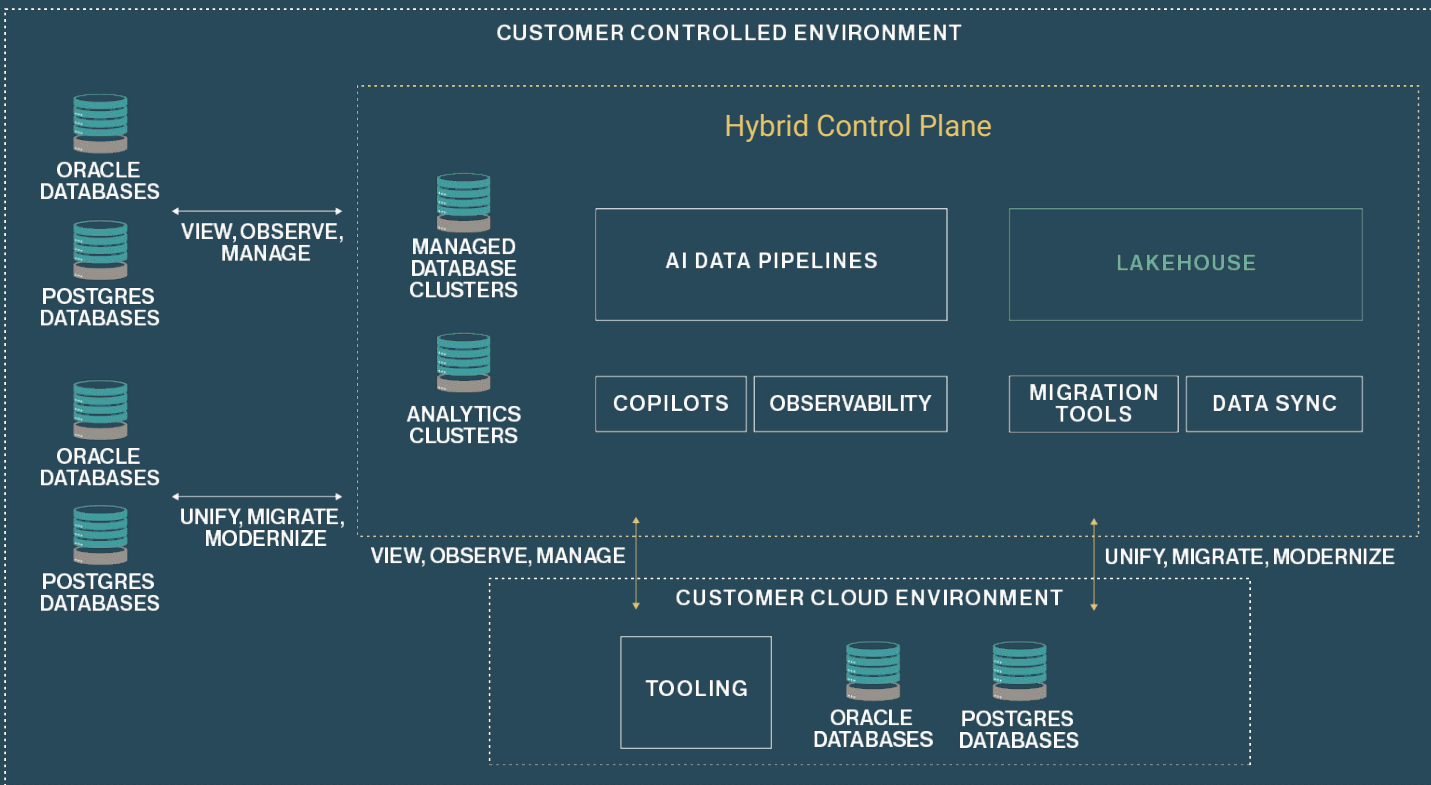 CUSTOMER CONTROLLED ENVIRONMENT
ORACLE
DATABASES
VIEW, OBSERVE,
MANAGE
POSTGRES
DATABASES
ORACLE
DATABASES
UNIFY, MIGRATE,
MODERNIZE
POSTGRES
DATABASES
Hybrid Control Plane
MANAGED
DATABASE
CLUSTERS
AI DATA PIPELINES
LAKEHOUSE
ANALYTICS
CLUSTERS
COPILOTS
OBSERVABILITY
MIGRATION
TOOLS
DATA SYNC
VIEW, OBSERVE, MANAGE
UNIFY, MIGRATE, MODERNIZE
CUSTOMER CLOUD ENVIRONMENT
TOOLING
ORACLE
DATABASES
POSTGRES
DATABASES